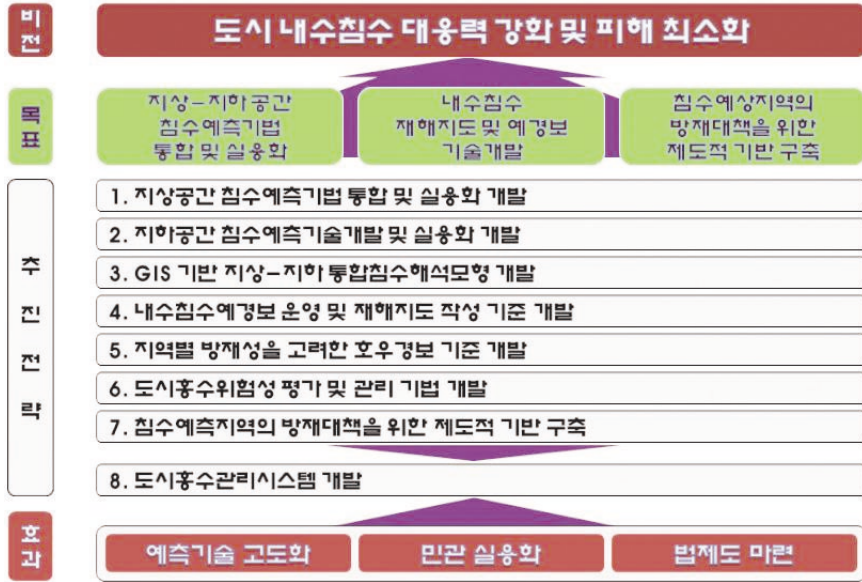 비전
도시 내수침수 대응력 강화 및 피해 최소화
목표
지상-지하공간
침수예측기법
통합 및 실용화
내수침수
재해지도 및 예경보
기술개발
침수예상지역의
방재대책을 위한
제도적 기반 구축
추진전략
1. 지상공간 침수예측기법 통합 및 실용화 개발
2. 지하공간 침수예측기술개발 및 실용화 개발
3. GIS 기반 지상-지하 통합침수해석모형 개발
4. 내수침수예경보 운영 및 재해지도 작성 기준 개발
5. 지역별 방재성을 고려한 호우경보 기준 개발
6. 도시홍수위험성 평가 및 관리 기법 개발
7. 침수예측지역의 방재대책을 위한 제도적 기반 구축
8. 도시홍수관리시스템 개발
효과
예측기술 고도화
민관 실용화
법제도 마련